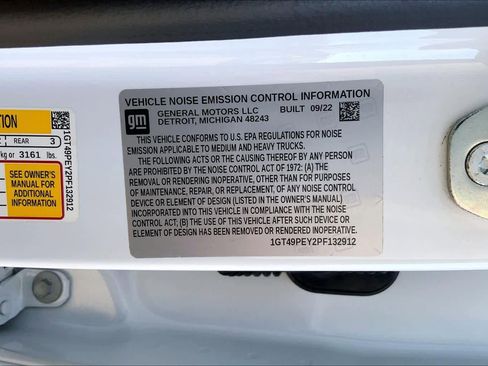 VEHICLE NOISE EMISSION CONTROL INFORMATION
gm
GENERAL MOTORS LLC BUILT 09/22
DETROIT, MICHIGAN 48243
THIS VEHICLE CONFORMS TO U.S. EPA REGULATIONS FOR NOISE
EMISSION APPLICABLE TO MEDIUM AND HEAVY TRUCKS.
THE FOLLOWING ACTS OR THE CAUSING THEREOF BY ANY PERSON
ARE PROHIBITED BY THE NOISE CONTROL ACT OF 1972: (A) THE
REMOVAL OR RENDERING INOPERATIVE, OTHER THAN FOR PURPOSES
OF MAINTENANCE, REPAIR, OR REPLACEMENT, OF ANY NOISE CONTROL
DEVICE OR ELEMENT OF DESIGN (LISTED IN THE OWNER'S MANUAL)
INCORPORATED INTO THIS VEHICLE IN COMPLIANCE WITH THE NOISE
CONTROL ACT; (B) THE USE OF THIS VEHICLE AFTER SUCH DEVICE OR
ELEMENT OF DESIGN HAS BEEN REMOVED OR RENDERED INOPERATIVE.
1GT49PEY2PF132912
REAR 3
kg or 3161 lbs.
SEE OWNER'S
MANUAL FOR
ADDITIONAL
INFORMATION
1GT49PEY2PF132912